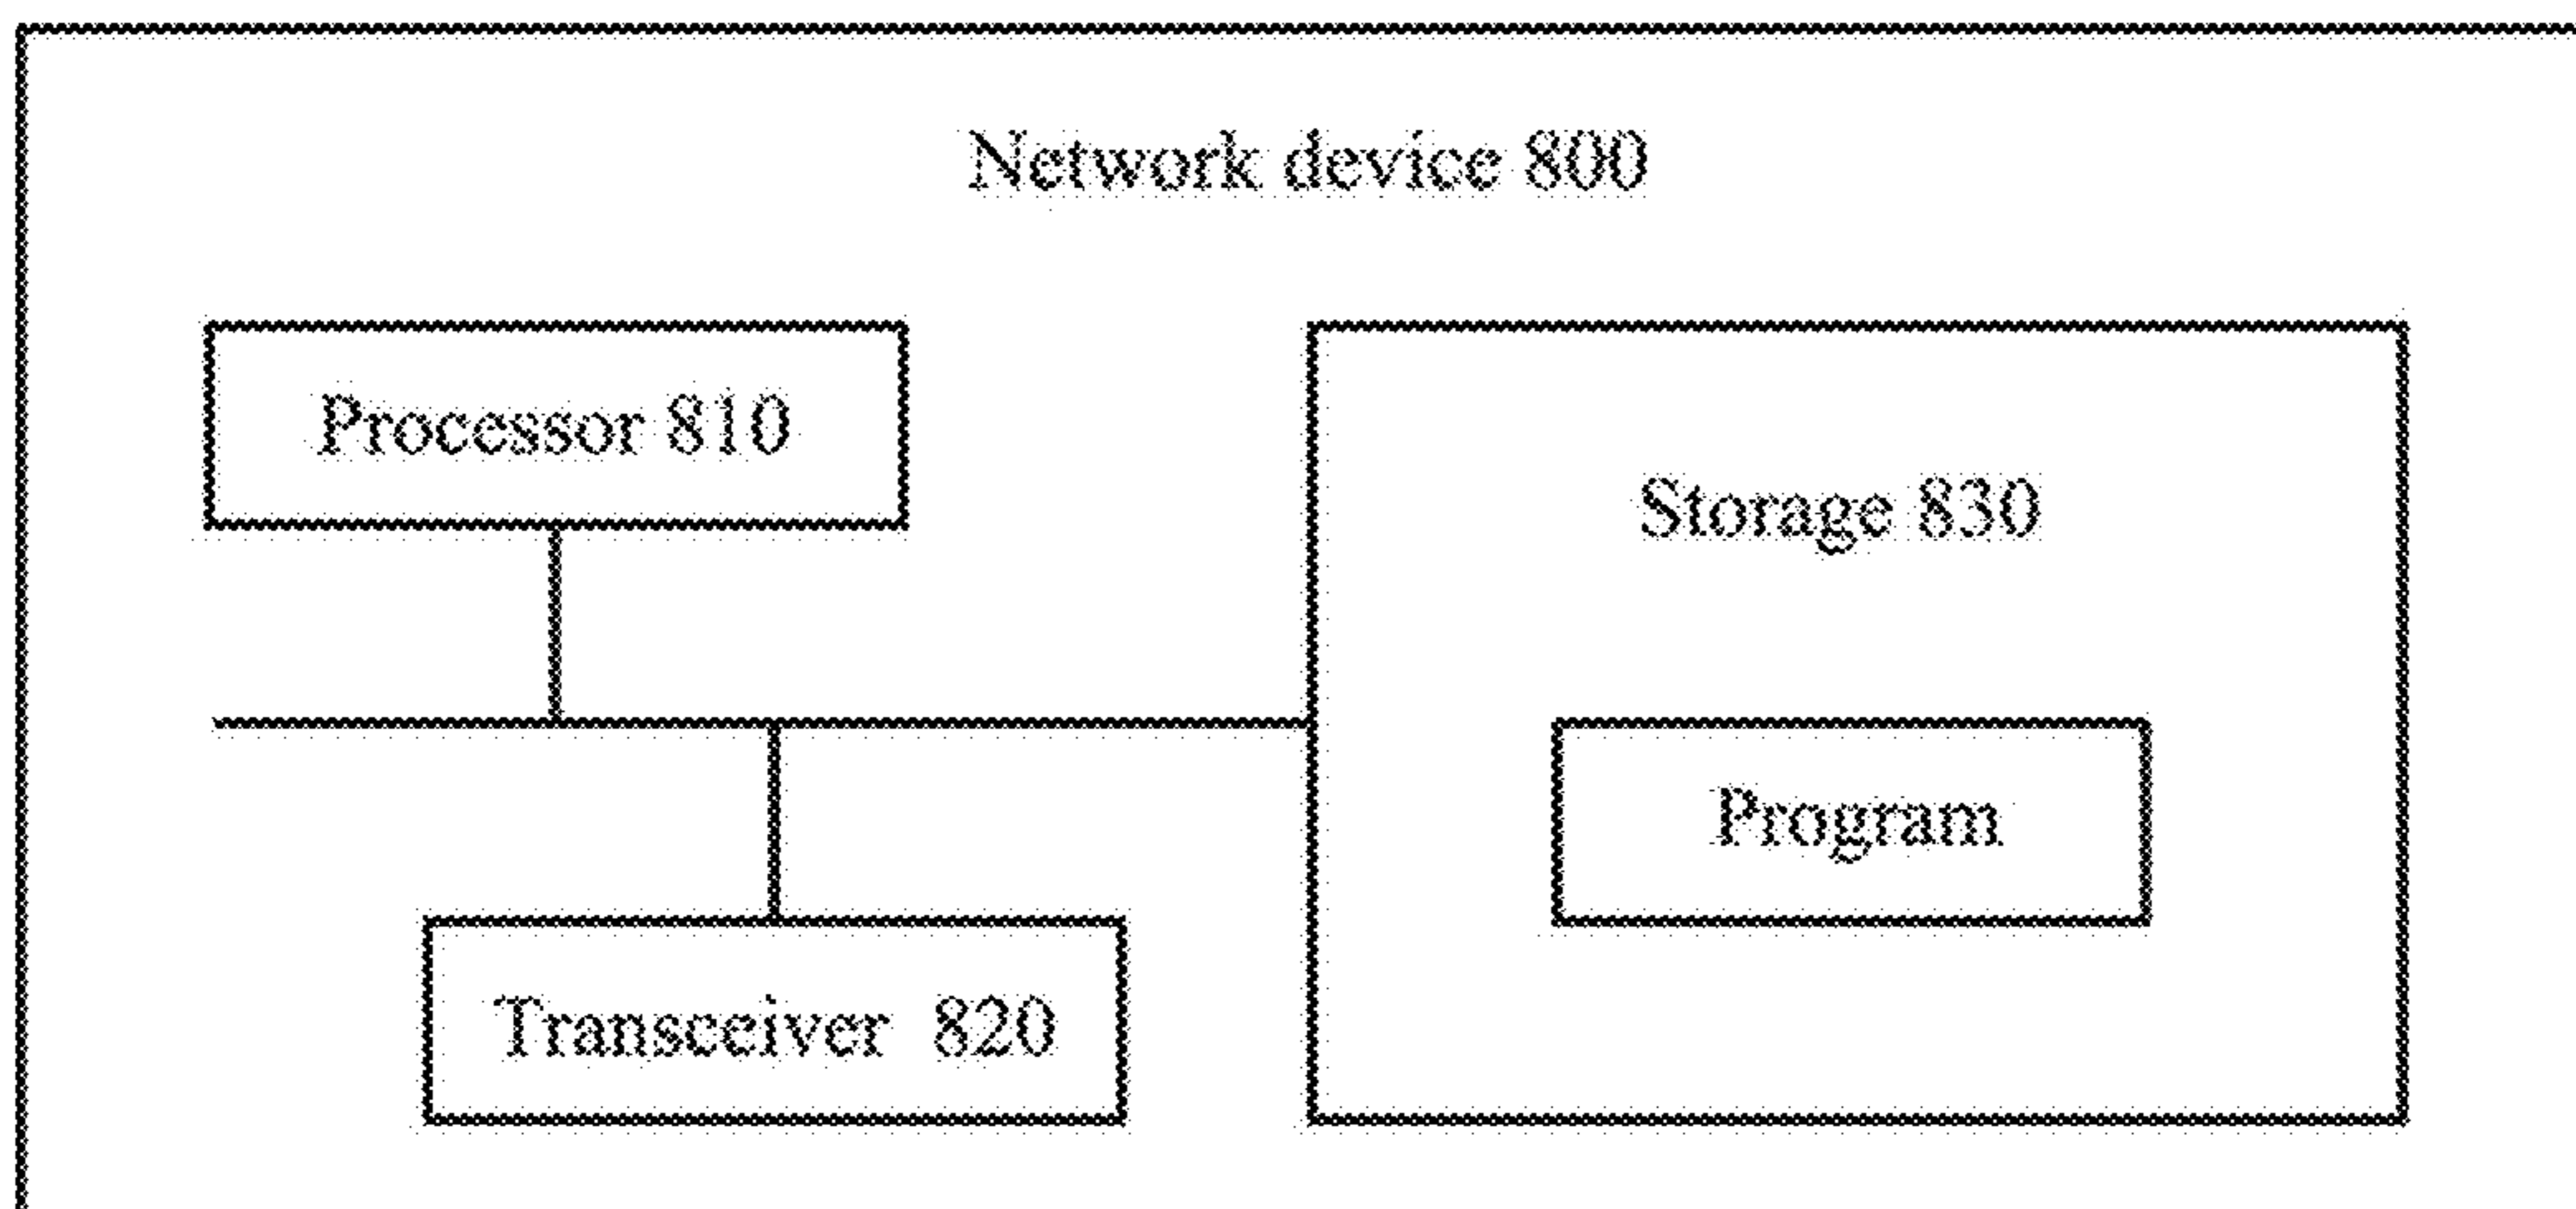 Network device 800
Processor 810
Storage 830
Program
Transceiver 820